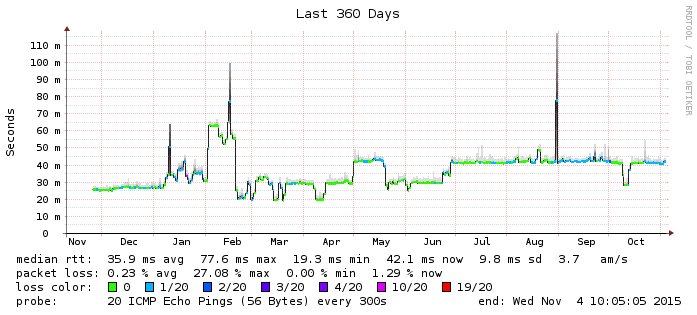 Last 360 Days
RRDTOOL / TOBI OETIKER
Seconds
110 m
100 m
90 m
80 m
70 m
60 m
50 m
40 m
30 m
20 m
10 m
0
Nov Dec Jan Feb Mar Apr May Jun Jul Aug Sep Oct
median rtt: 35.9 ms avg 77.6 ms max 19.3 ms min 42.1 ms now 9.8 ms sd 3.7 am/s
packet loss: 0.23 % avg 27.08 % max 0.00 % min 1.29 % now
loss color: 0 1/20 2/20 3/20 4/20 10/20 19/20
probe: 20 ICMP Echo Pings (56 Bytes) every 300s end: Wed Nov 4 10:05:05 2015